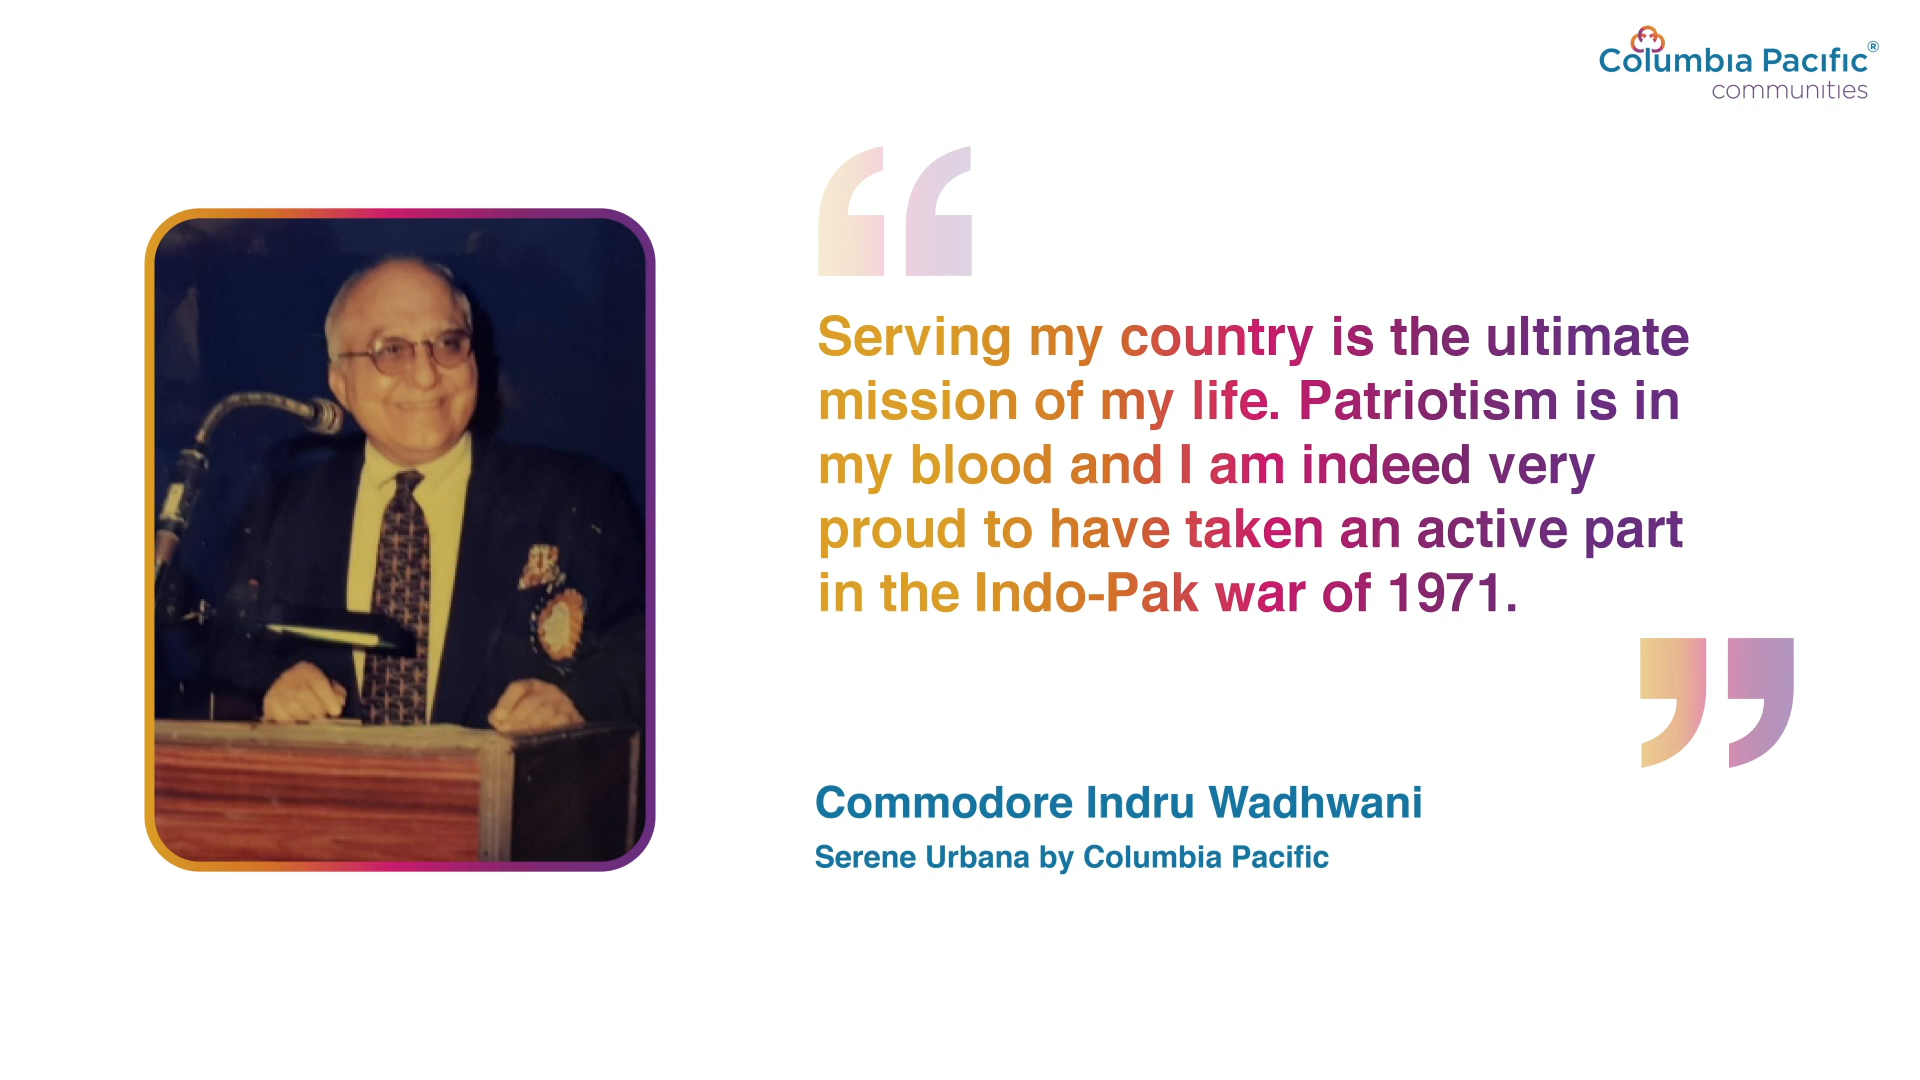 Columbia Pacific®
communities
“
Serving my country is the ultimate
mission of my life. Patriotism is in
my blood and I am indeed very
proud to have taken an active part
in the Indo-Pak war of 1971.
”
Commodore Indru Wadhwani
Serene Urbana by Columbia Pacific